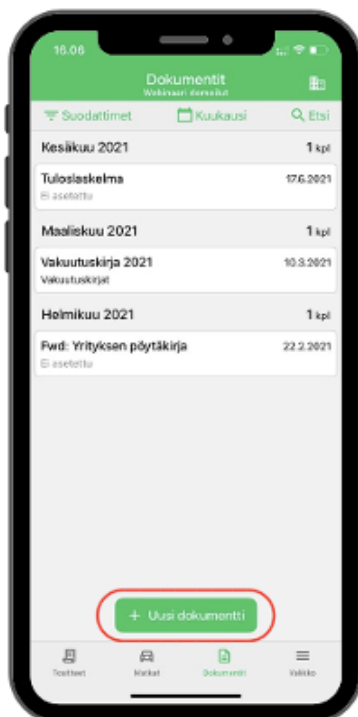 16.06
Dokumentit
Webinaari demoilut
Suodattimet Kuukausi Etsi
Kesäkuu 2021 1 kpl
Tuloslaskelma 17.6.2021
Ei asetettu
Maaliskuu 2021 1 kpl
Vakuutuskirja 2021 10.3.2021
Vakuutuskirjat
Helmikuu 2021 1 kpl
Fwd: Yrityksen pöytäkirja 22.2.2021
Ei asetettu
+ Uusi dokumentti
Tositteet Matkat Dokumentit Valikko